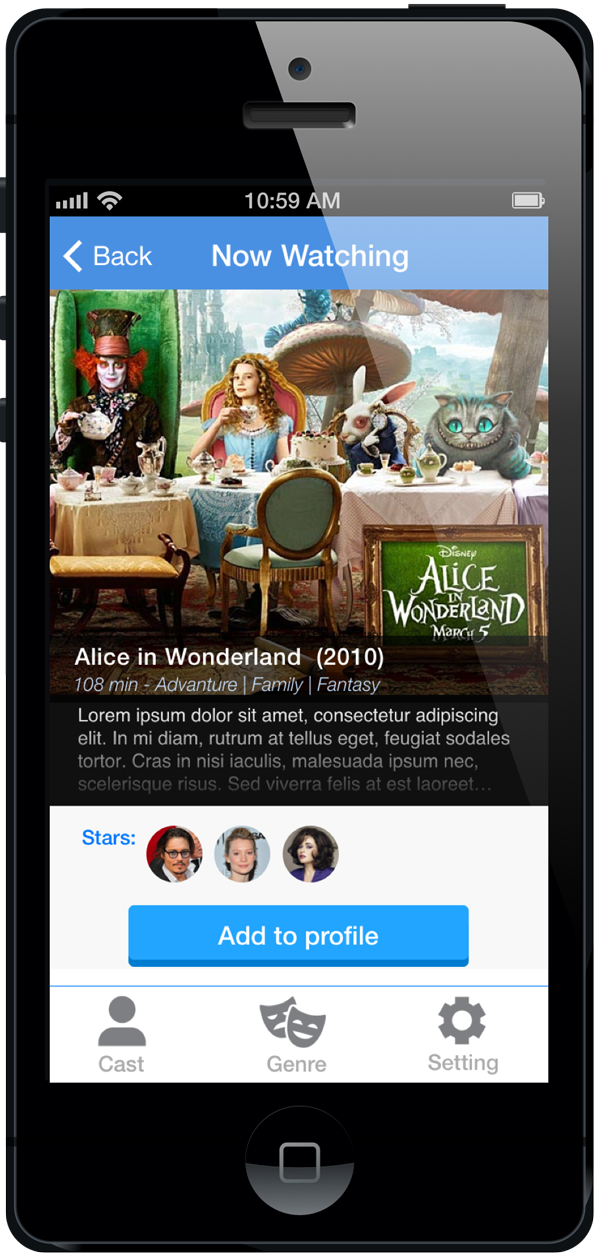 10:59 AM
Back
Now Watching
Disney
ALICE
IN
WONDERLAND
MARCH 5
Alice in Wonderland (2010)
108 min - Advanture | Family | Fantasy
Lorem ipsum dolor sit amet, consectetur adipiscing
elit. In mi diam, rutrum at tellus eget, feugiat sodales
tortor. Cras in nisi iaculis, malesuada ipsum nec,
scelerisque risus. Sed viverra felis at est laoreet...
Stars:
Add to profile
Cast
Genre
Setting